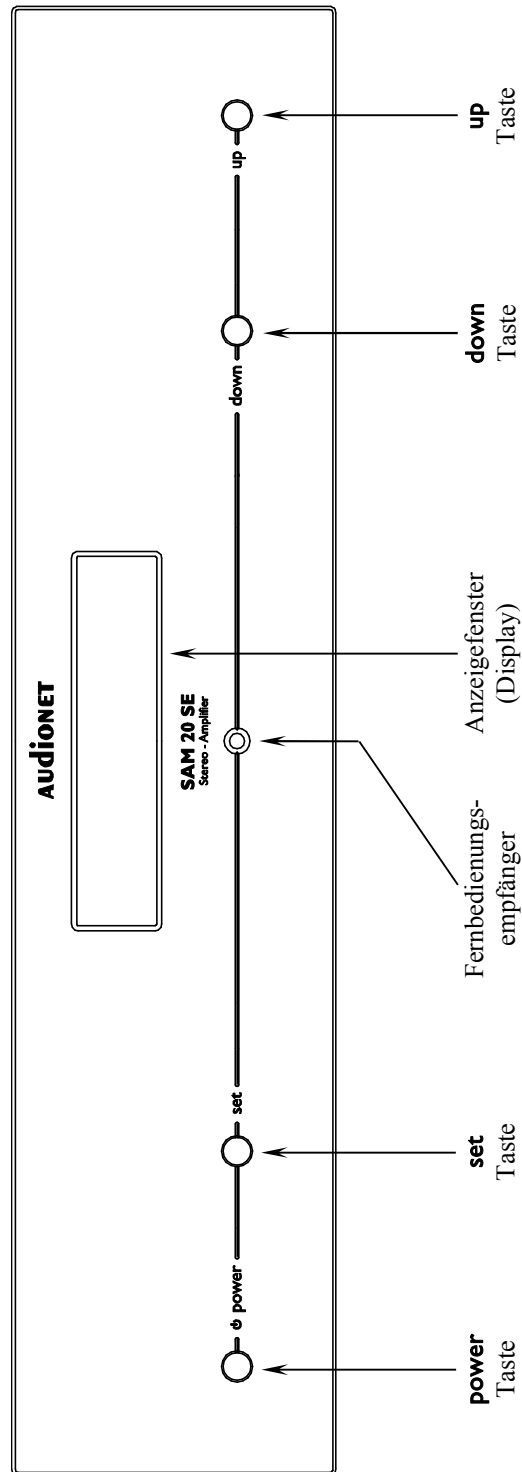 AUDIONET
SAM 20 SE
Stereo - Amplifier
power
set
down
up
power
Taste
set
Taste
Fernbedienungs-
empfänger
Anzeigefenster
(Display)
down
Taste
up
Taste